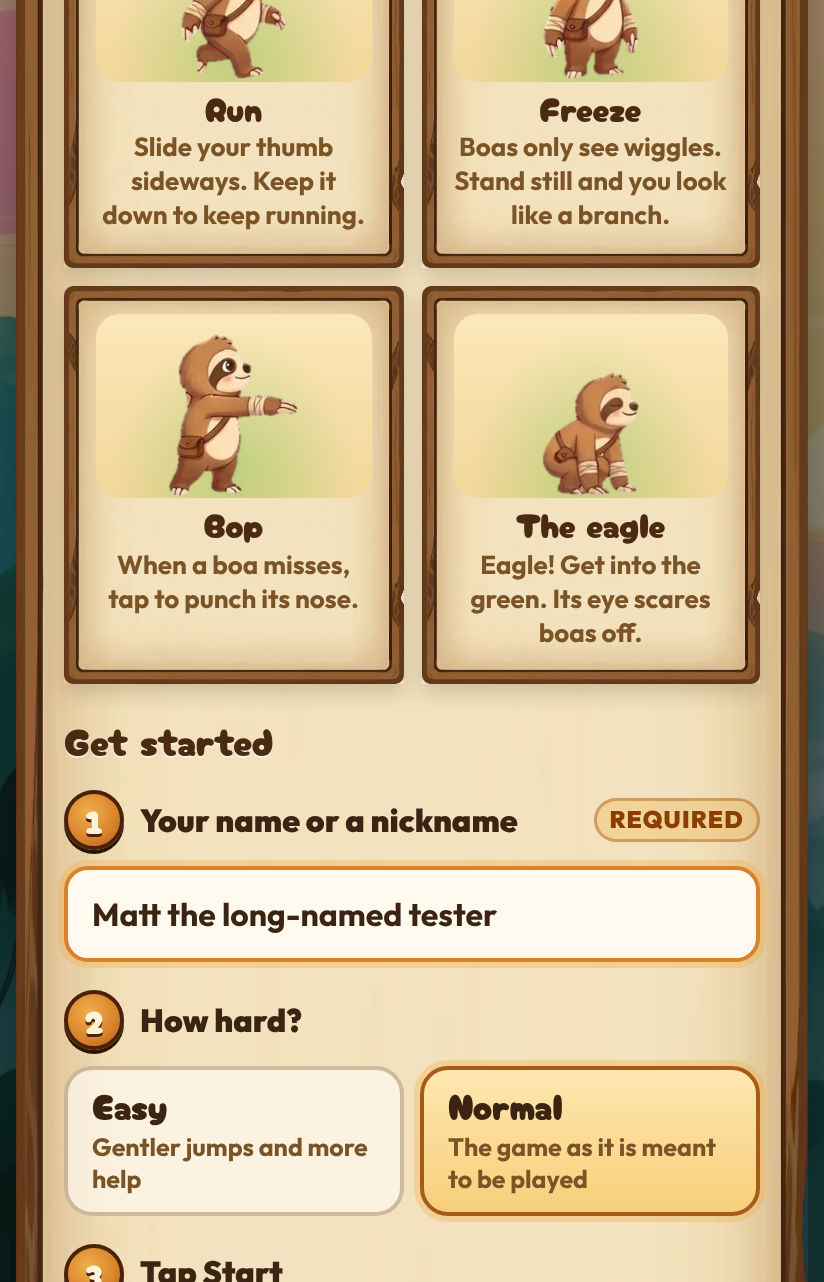 Run
Slide your thumb
sideways. Keep it
down to keep running.
Freeze
Boas only see wiggles.
Stand still and you look
like a branch.
Bop
When a boa misses,
tap to punch its nose.
The eagle
Eagle! Get into the
green. Its eye scares
boas off.
Get started
1 Your name or a nickname REQUIRED
Matt the long-named tester
2 How hard?
Easy
Gentler jumps and more
help
Normal
The game as it is meant
to be played
3 Tap Start